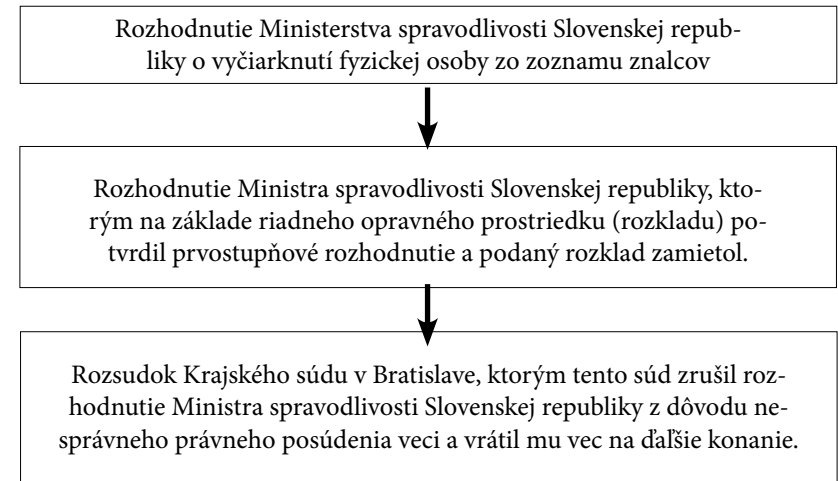 Rozhodnutie Ministerstva spravodlivosti Slovenskej repub-
liky o vyčiarknutí fyzickej osoby zo zoznamu znalcov
Rozhodnutie Ministra spravodlivosti Slovenskej republiky, kto-
rým na základe riadneho opravného prostriedku (rozkladu) po-
tvrdil prvostupňové rozhodnutie a podaný rozklad zamietol.
Rozsudok Krajského súdu v Bratislave, ktorým tento súd zrušil roz-
hodnutie Ministra spravodlivosti Slovenskej republiky z dôvodu ne-
správneho právneho posúdenia veci a vrátil mu vec na ďaľšie konanie.